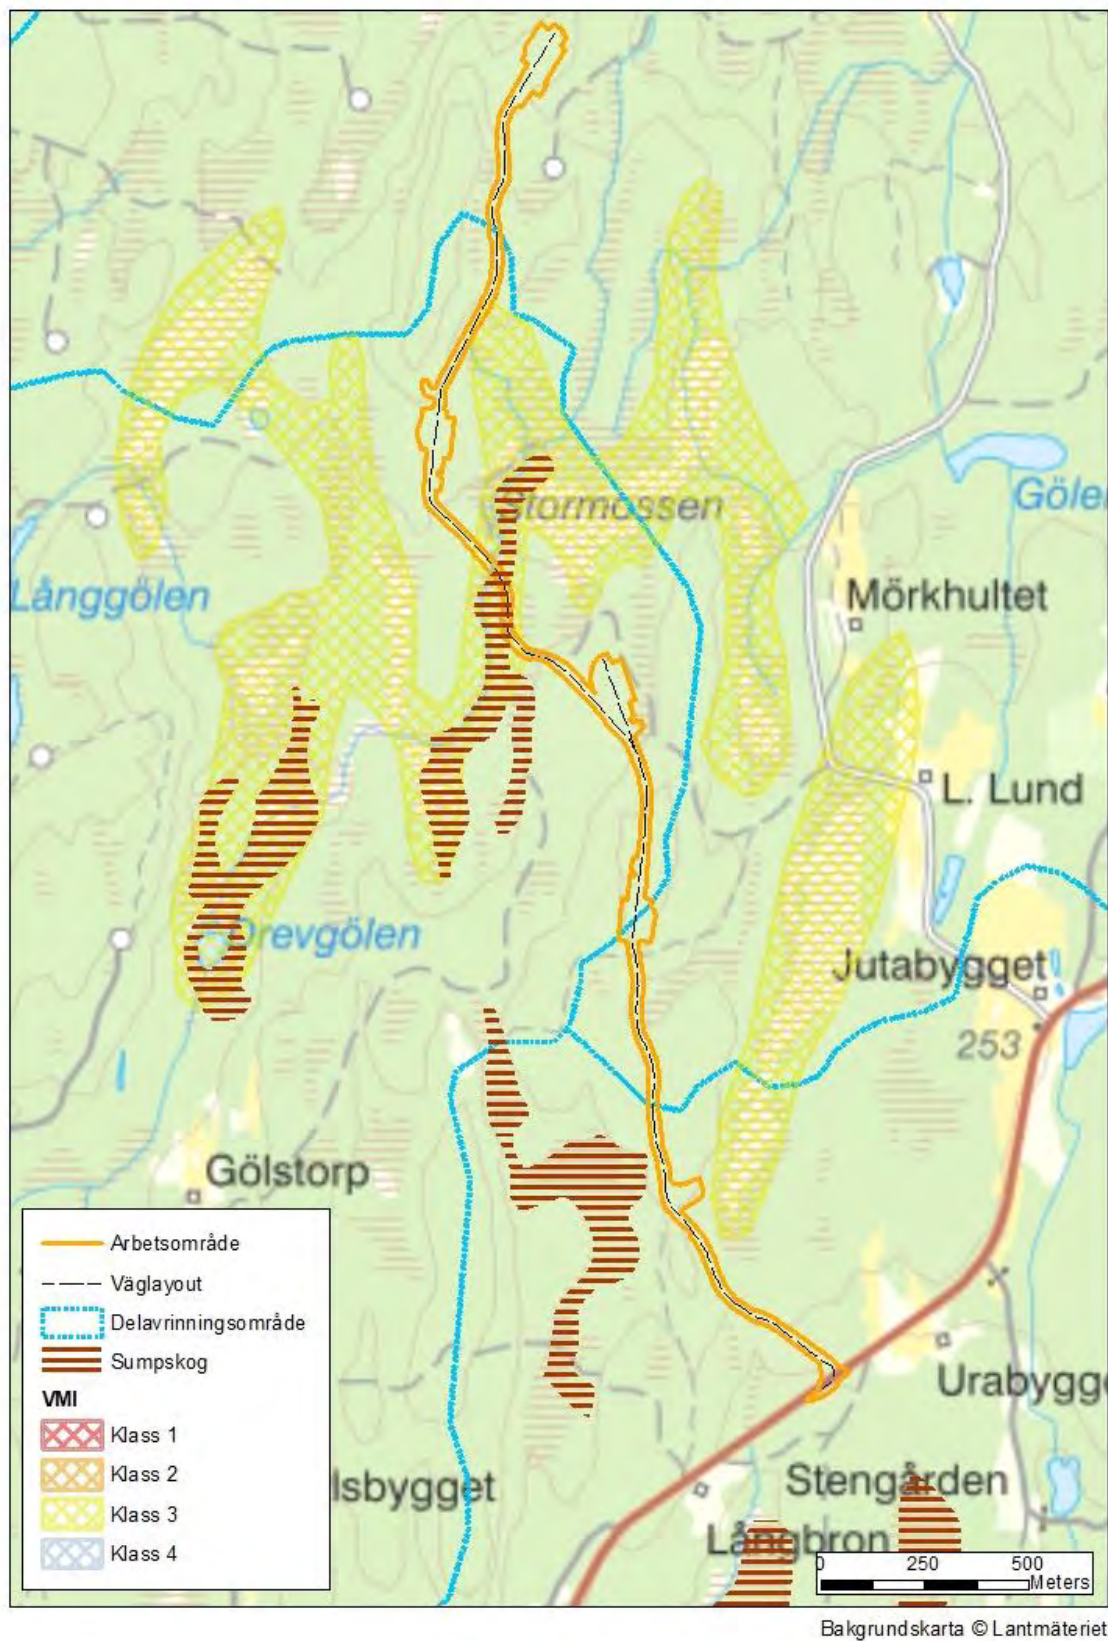 Stormossen
Göle
Långgölen
Mörkhultet
L. Lund
Drevgölen
Jutabygget
253
Gölstorp
Urabygge
lsbygget
Stengården
Långbron
Arbetsområde
Väglayout
Delavrinningsområde
Sumpskog
VMI
Klass 1
Klass 2
Klass 3
Klass 4
0 250 500
Meters
Bakgrundskarta © Lantmäteriet